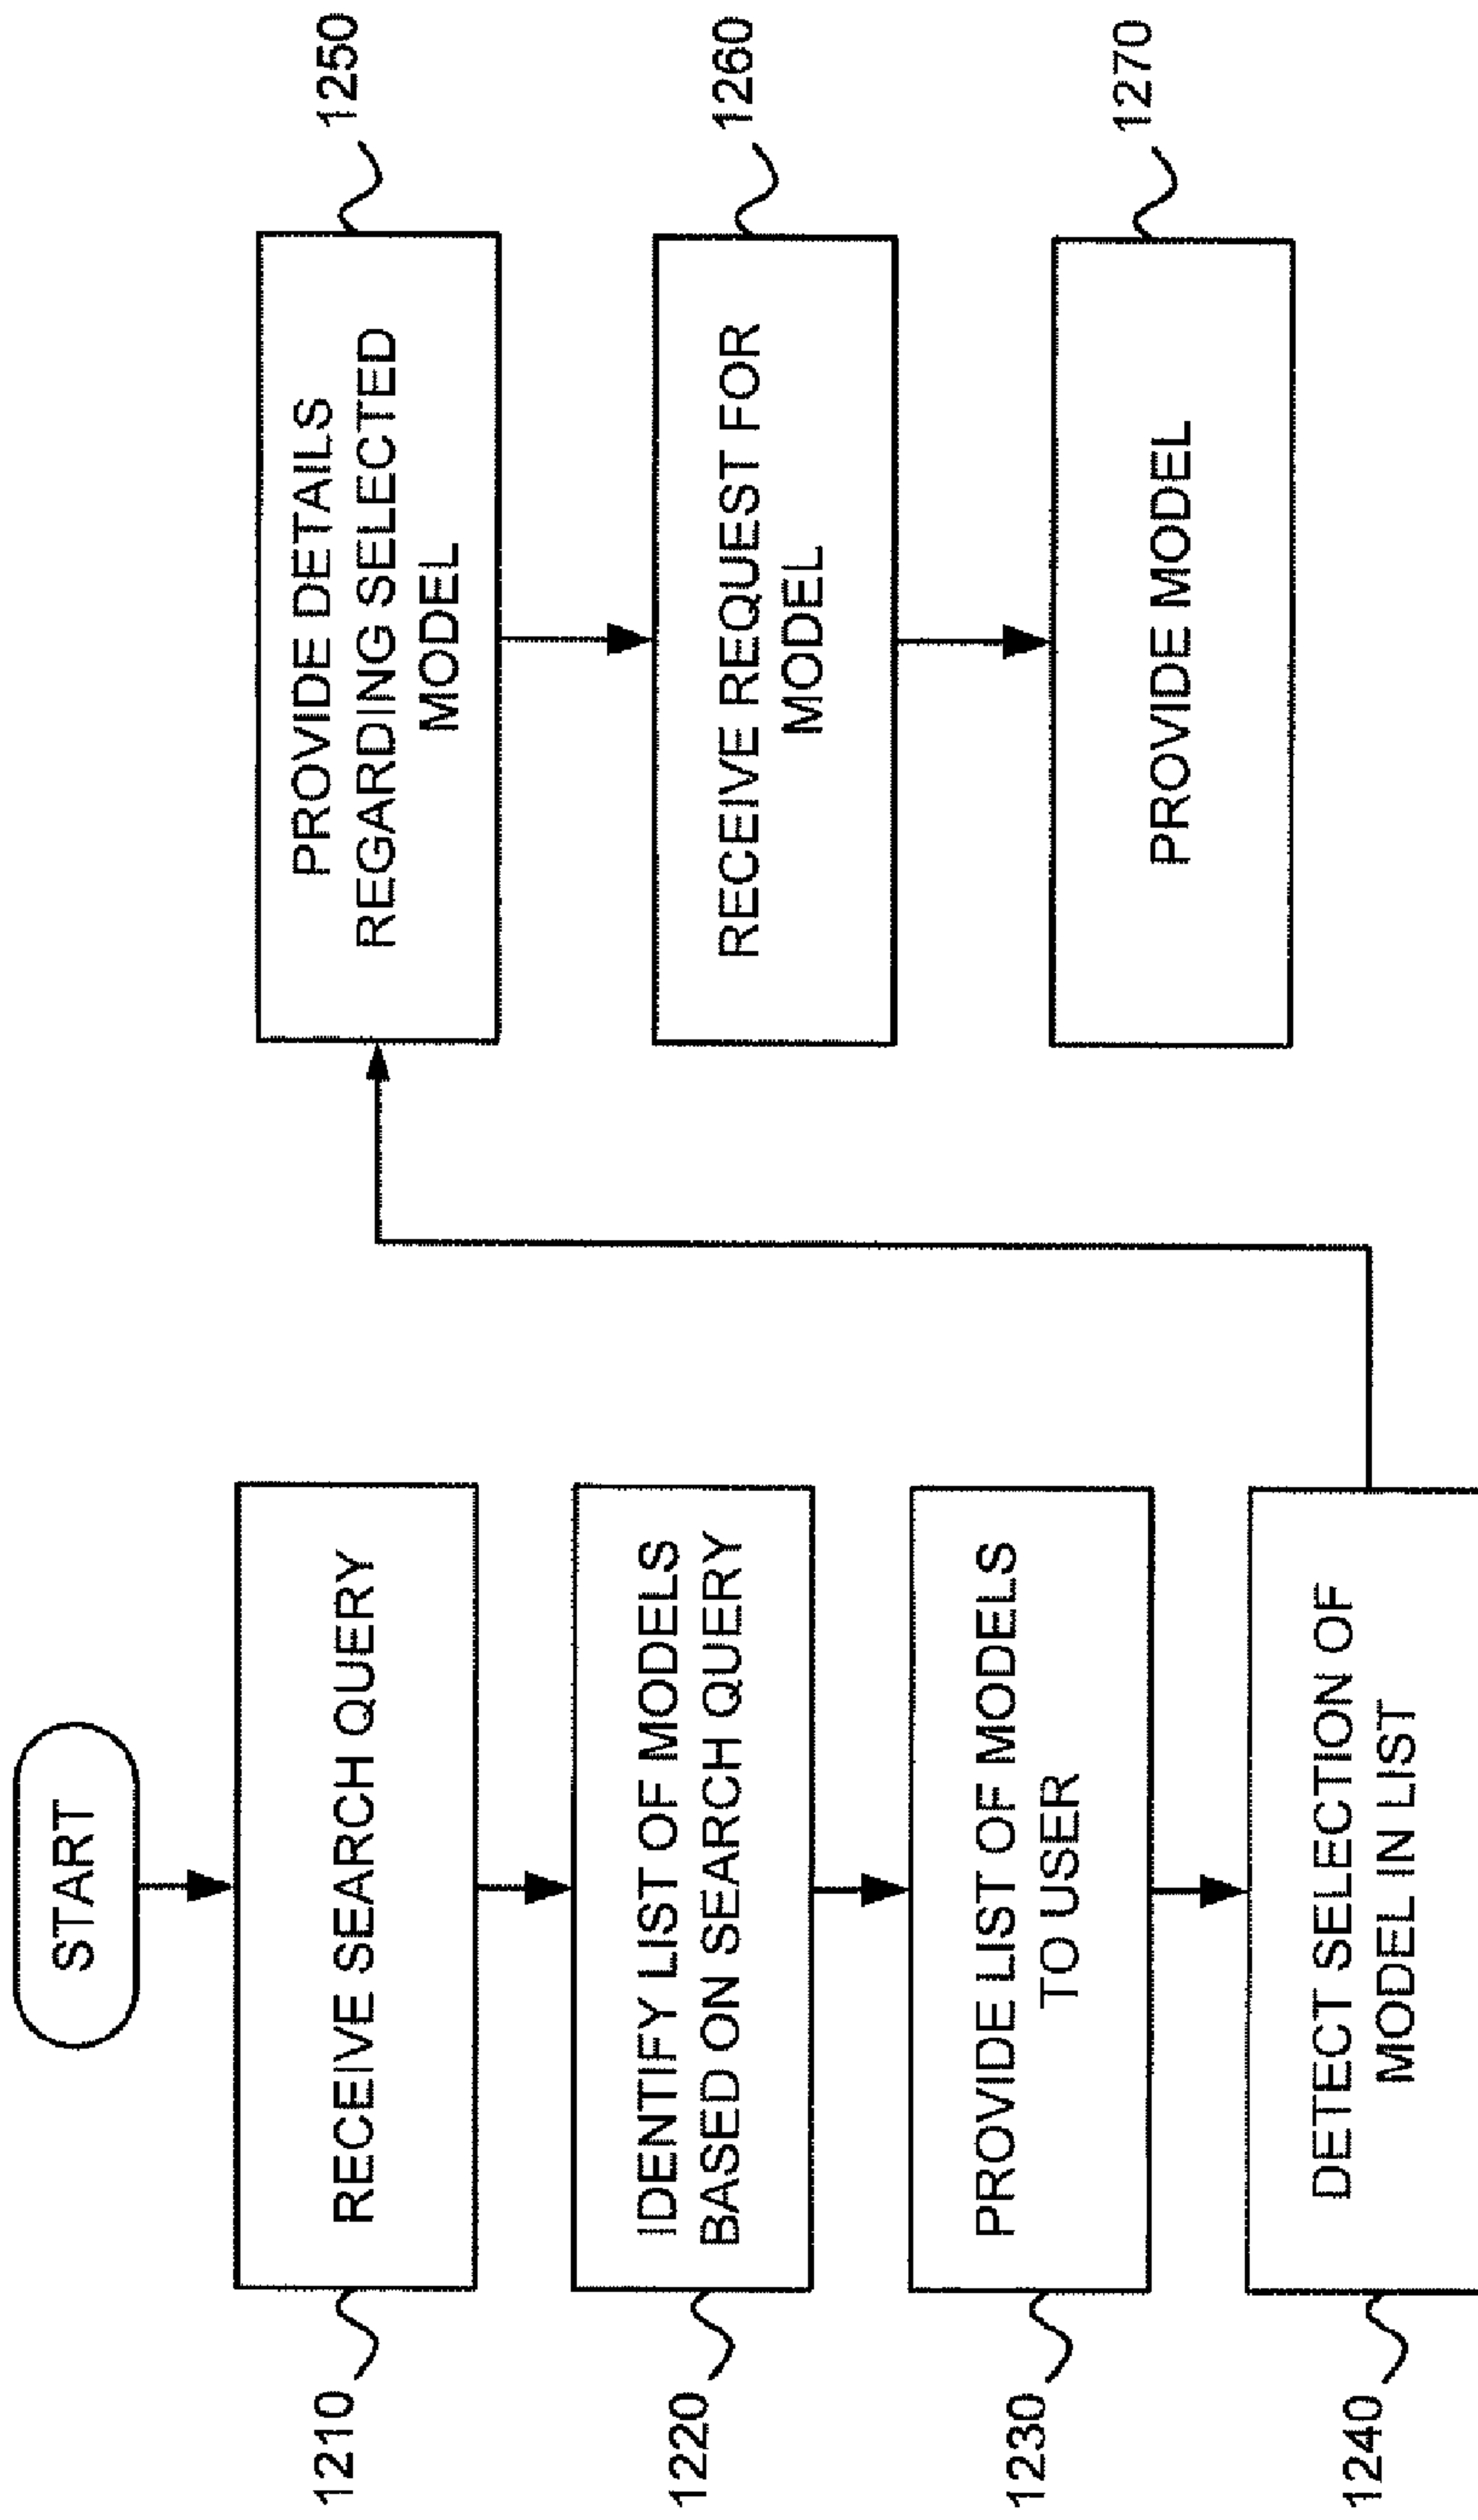 START
RECEIVE SEARCH QUERY
1210
IDENTIFY LIST OF MODELS
BASED ON SEARCH QUERY
1220
PROVIDE LIST OF MODELS
TO USER
1230
DETECT SELECTION OF
MODEL IN LIST
1240
PROVIDE DETAILS
REGARDING SELECTED
MODEL
1250
RECEIVE REQUEST FOR
MODEL
1260
PROVIDE MODEL
1270